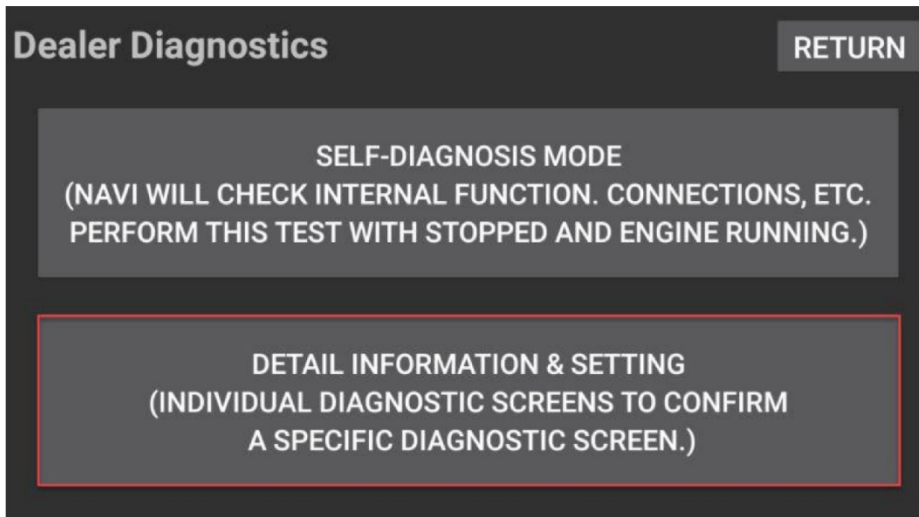 Dealer Diagnostics
RETURN
SELF-DIAGNOSIS MODE
(NAVI WILL CHECK INTERNAL FUNCTION. CONNECTIONS, ETC.
PERFORM THIS TEST WITH STOPPED AND ENGINE RUNNING.)
DETAIL INFORMATION & SETTING
(INDIVIDUAL DIAGNOSTIC SCREENS TO CONFIRM
A SPECIFIC DIAGNOSTIC SCREEN.)